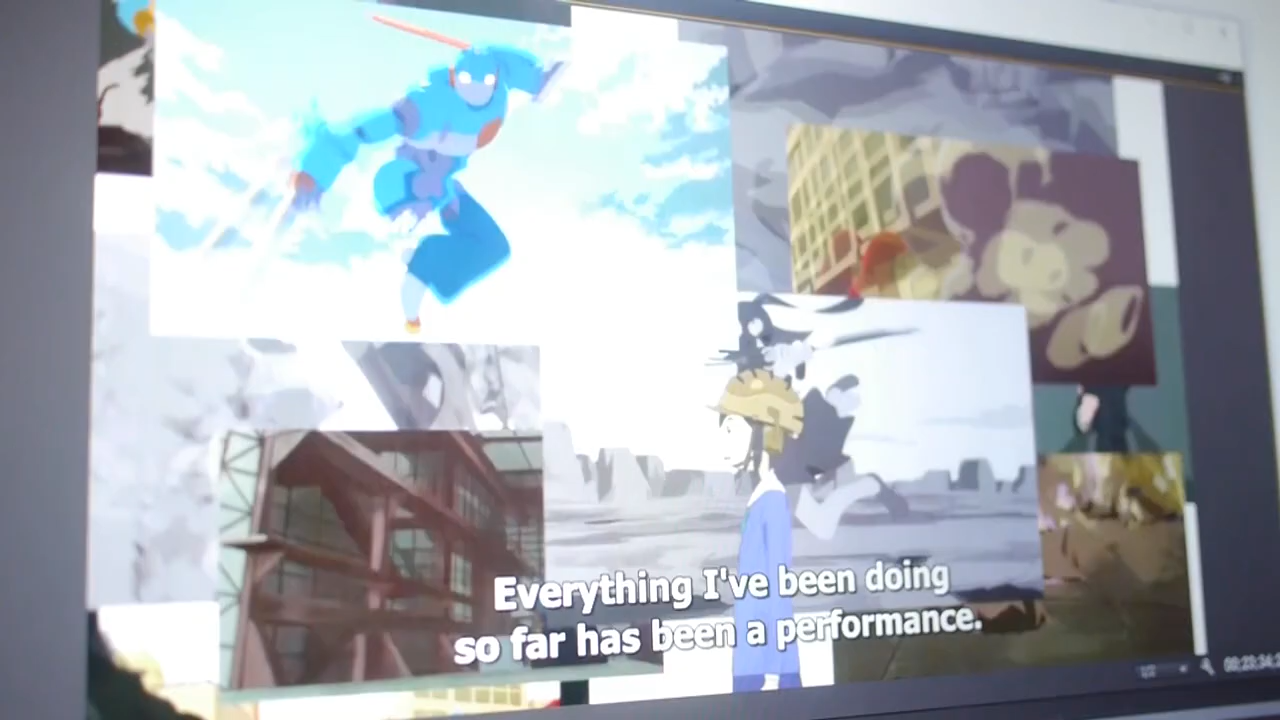 Everything I've been doing
so far has been a performance.